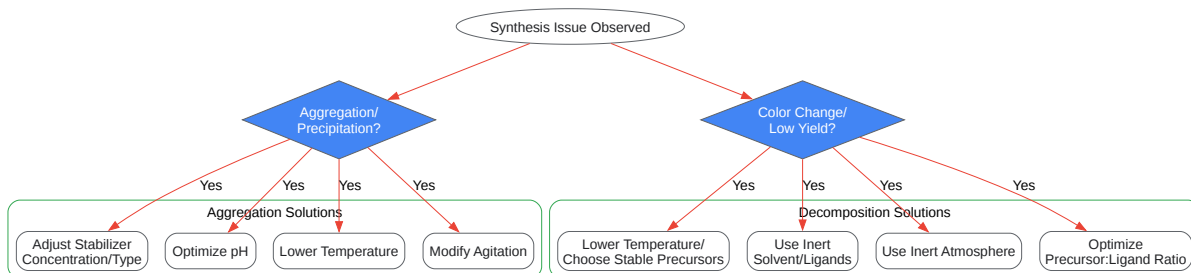 Synthesis Issue Observed
Aggregation/
Precipitation?
Color Change/
Low Yield?
Yes
Yes
Yes
Yes
Yes
Yes
Yes
Yes
Aggregation Solutions
Decomposition Solutions
Adjust Stabilizer
Concentration/Type
Optimize pH
Lower Temperature
Modify Agitation
Lower Temperature/
Choose Stable Precursors
Use Inert
Solvent/Ligands
Use Inert Atmosphere
Optimize
Precursor:Ligand Ratio